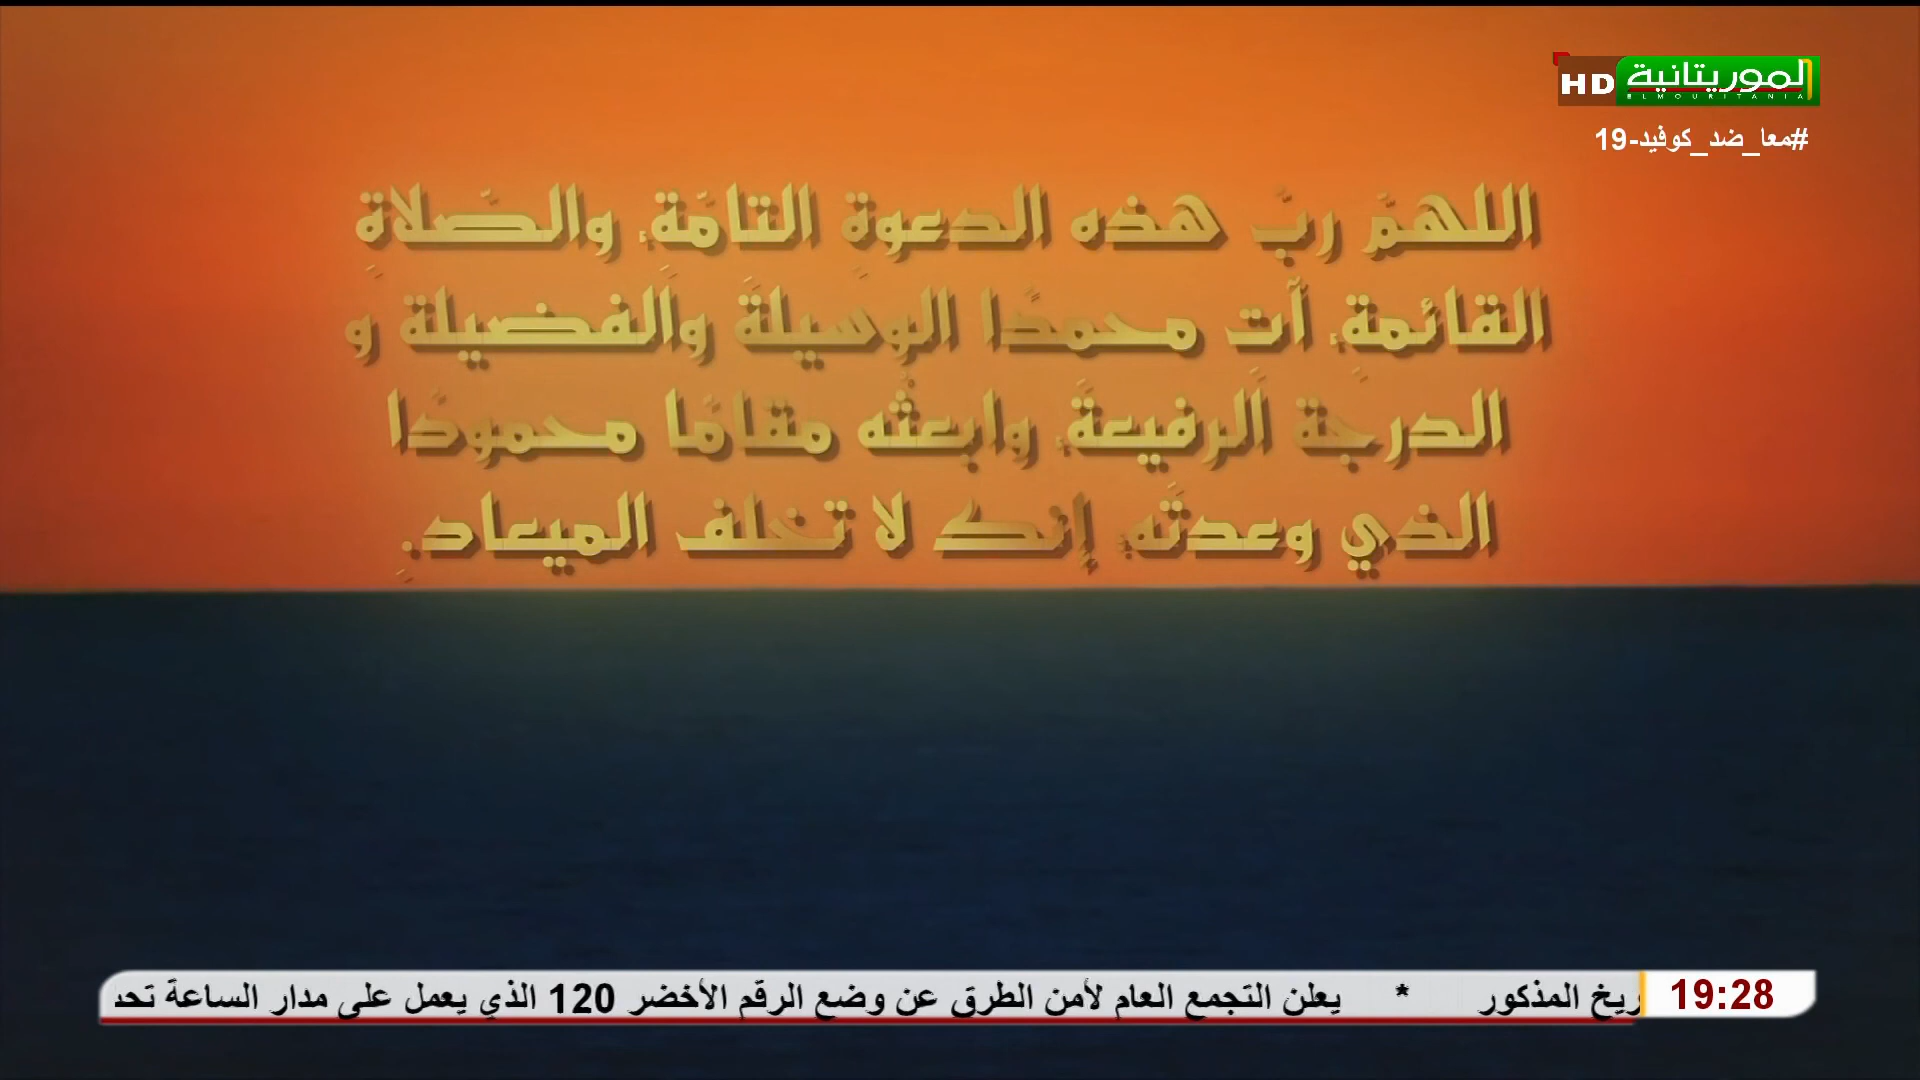 HD الموريتانية
ELMOURITANIA
#معا_ضد_كوفيد-19
اللهمّ ربّ هذه الدعوة التامّة، والصّلاة
القائمة، آت محمدًا الوسيلة والفضيلة و
الدرجة الرفيعة، وابعثه مقامًا محمودًا
الذي وعدته، إنك لا تخلف الميعاد.
ريخ المذكور * يعلن التجمع العام لأمن الطرق عن وضع الرقم الأخضر 120 الذي يعمل على مدار الساعة تحد
19:28